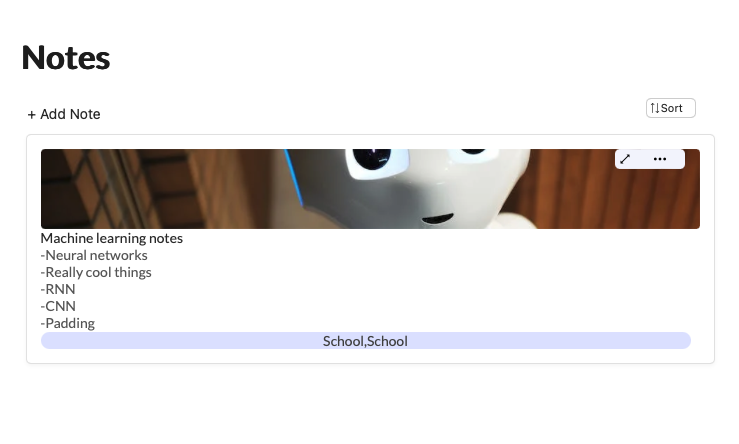 Notes
+ Add Note
↑↓Sort
Machine learning notes
-Neural networks
-Really cool things
-RNN
-CNN
-Padding
School,School